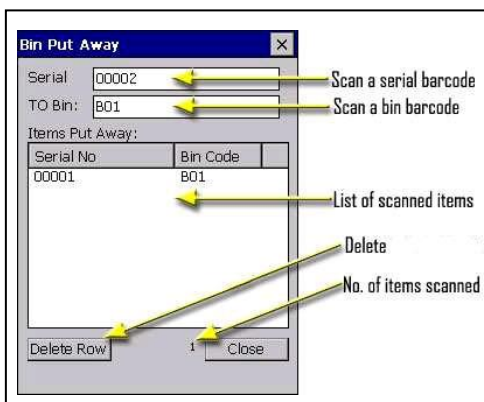 Bin Put Away
Serial 00002 Scan a serial barcode
TO Bin: B01 Scan a bin barcode
Items Put Away:
Serial No Bin Code
00001 B01
List of scanned items
Delete
No. of items scanned
Delete Row 1 Close